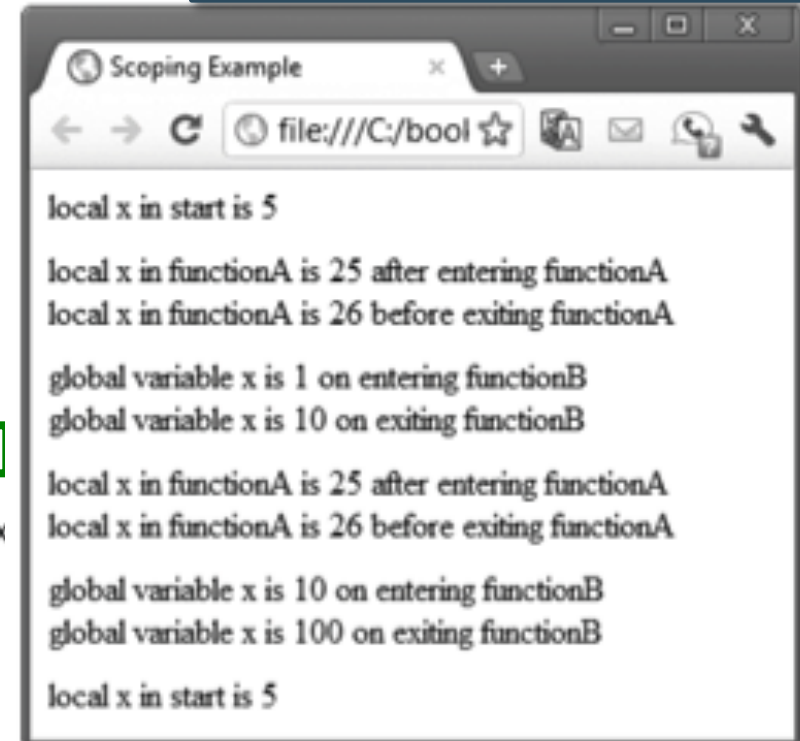 Scoping Example
file:///C:/bool
local x in start is 5
local x in functionA is 25 after entering functionA
local x in functionA is 26 before exiting functionA
global variable x is 1 on entering functionB
global variable x is 10 on exiting functionB
local x in functionA is 25 after entering functionA
local x in functionA is 26 before exiting functionA
global variable x is 10 on entering functionB
global variable x is 100 on exiting functionB
local x in start is 5